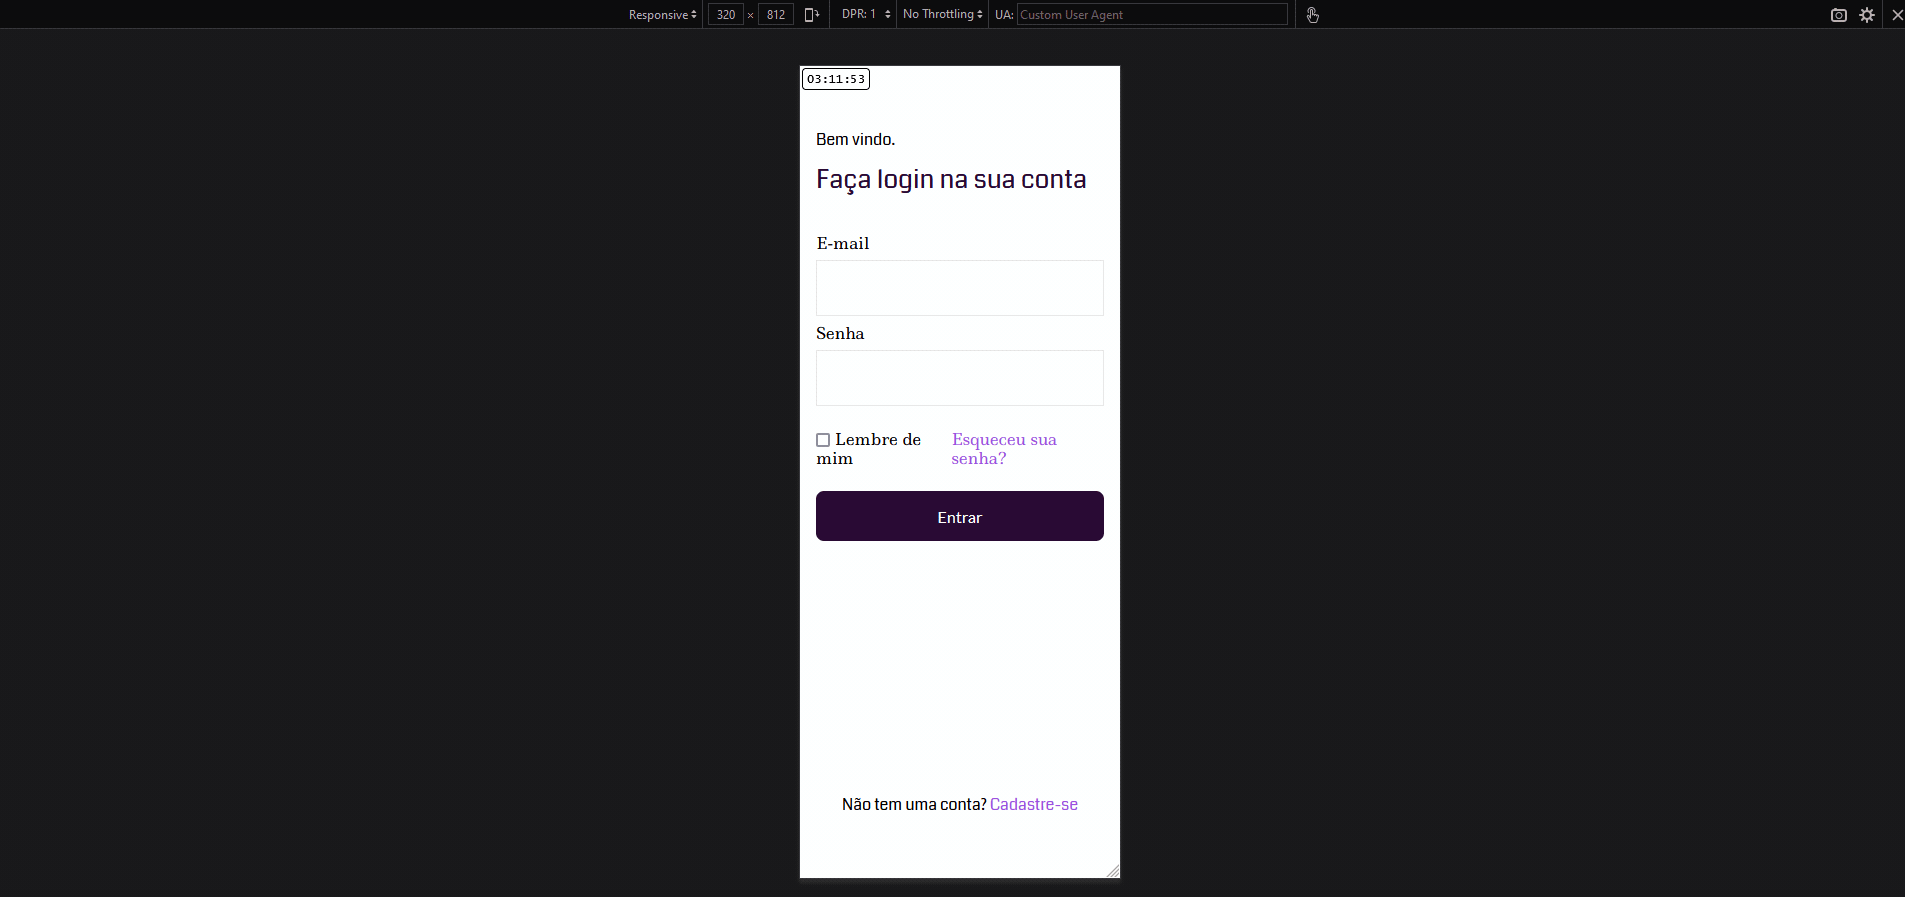 Responsive 320 × 812 DPR: 1 No Throttling UA: Custom User Agent
03:11:53
Bem vindo.
Faça login na sua conta
E-mail
Senha
Lembre de mim
Esqueceu sua senha?
Entrar
Não tem uma conta? Cadastre-se